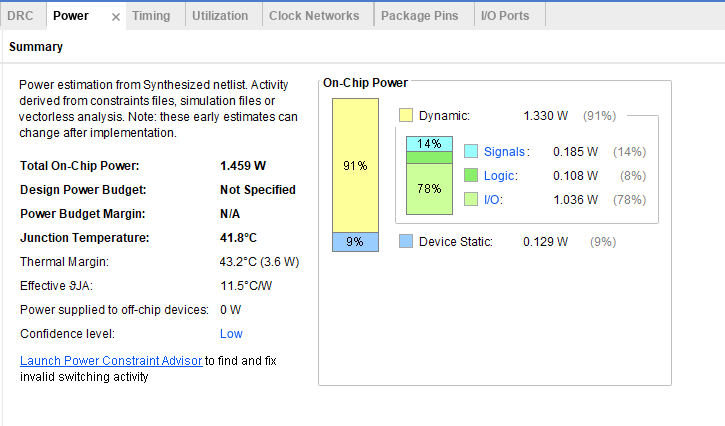 DRC Power × Timing Utilization Clock Networks Package Pins I/O Ports
Summary
Power estimation from Synthesized netlist. Activity
derived from constraints files, simulation files or
vectorless analysis. Note: these early estimates can
change after implementation.
Total On-Chip Power: 1.459 W
Design Power Budget: Not Specified
Power Budget Margin: N/A
Junction Temperature: 41.8°C
Thermal Margin: 43.2°C (3.6 W)
Effective ϑJA: 11.5°C/W
Power supplied to off-chip devices: 0 W
Confidence level: Low
Launch Power Constraint Advisor to find and fix
invalid switching activity
On-Chip Power
91%
9%
Dynamic: 1.330 W (91%)
14%
78%
Signals: 0.185 W (14%)
Logic: 0.108 W (8%)
I/O: 1.036 W (78%)
Device Static: 0.129 W (9%)